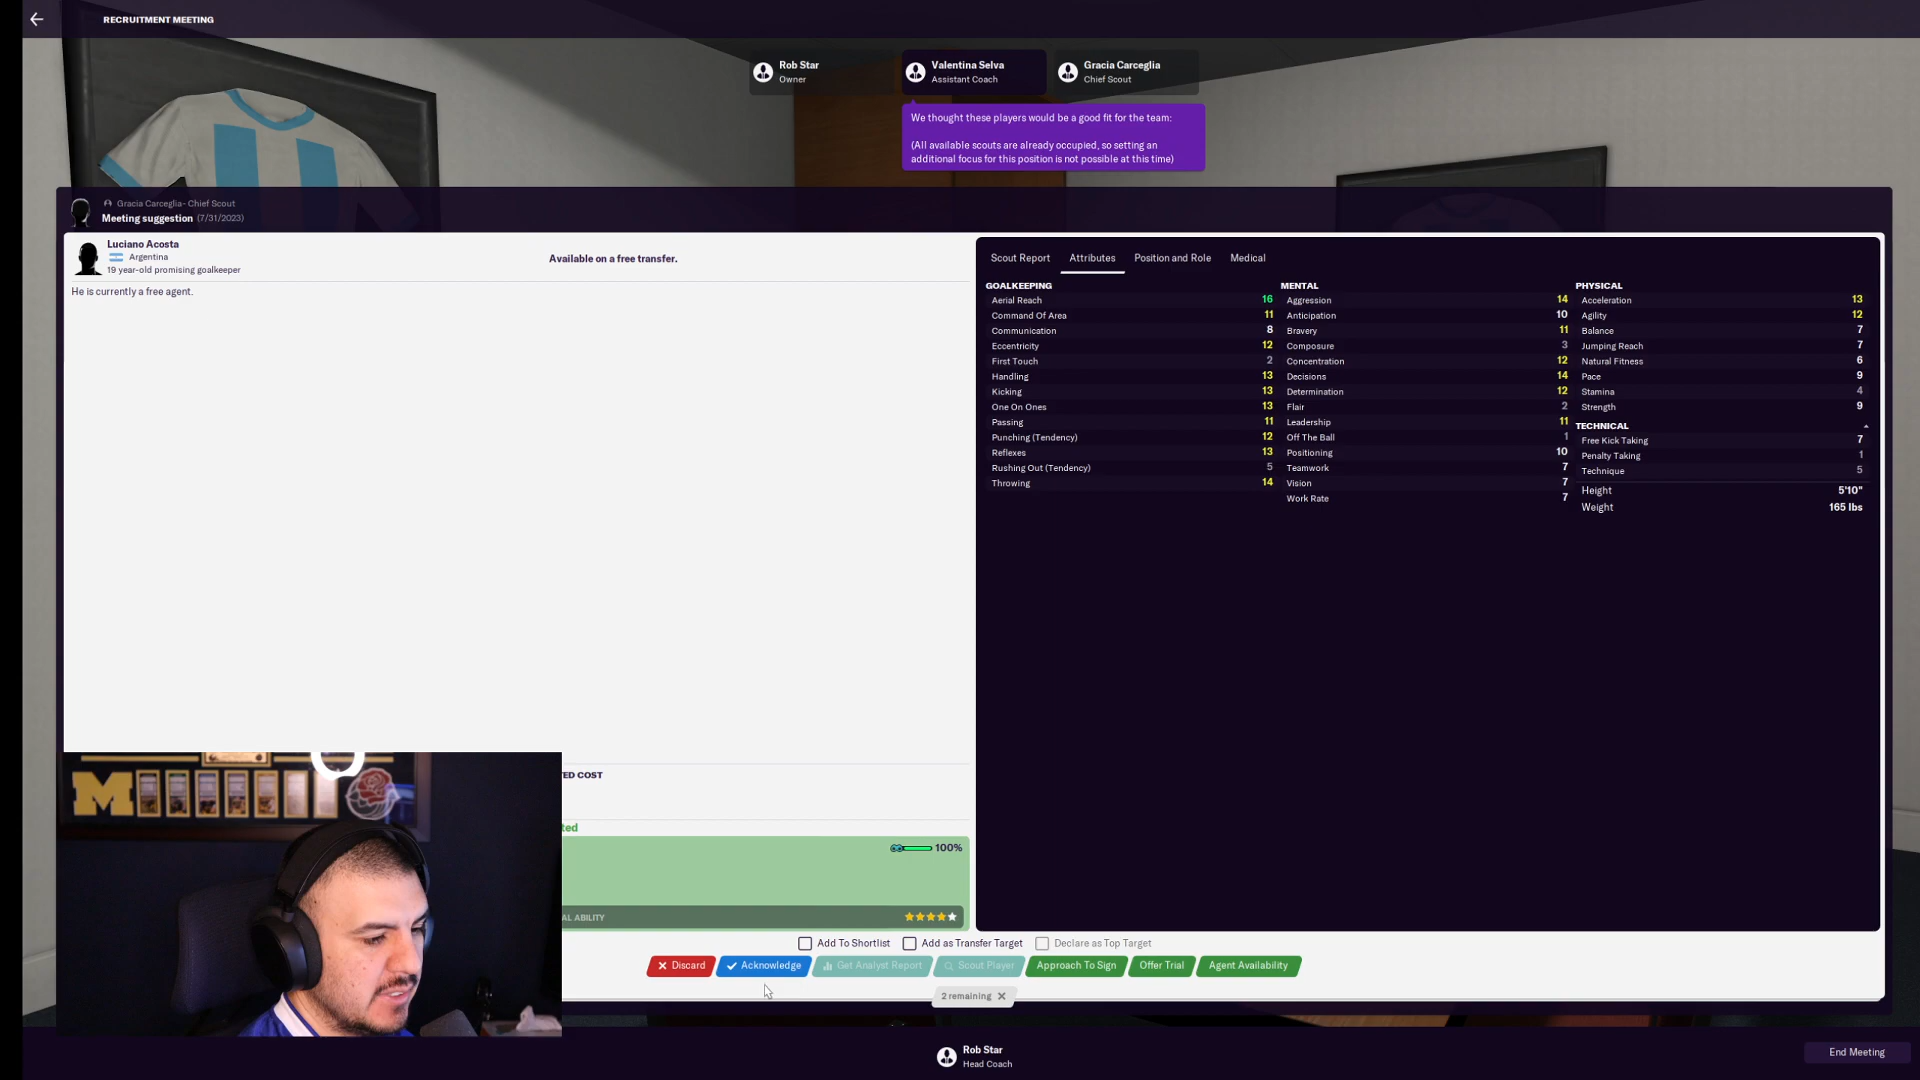 RECRUITMENT MEETING
Rob Star
Owner
Valentina Selva
Assistant Coach
Gracia Carceglia
Chief Scout
We thought these players would be a good fit for the team:
(All available scouts are already occupied, so setting an
additional focus for this position is not possible at this time)
Gracia Carceglia- Chief Scout
Meeting suggestion (7/31/2023)
Luciano Acosta
Argentina
19 year-old promising goalkeeper
Available on a free transfer.
He is currently a free agent.
Scout Report Attributes Position and Role Medical
GOALKEEPING
Aerial Reach 16
Command Of Area 11
Communication 8
Eccentricity 12
First Touch 2
Handling 13
Kicking 13
One On Ones 13
Passing 11
Punching (Tendency) 12
Reflexes 13
Rushing Out (Tendency) 5
Throwing 14
MENTAL
Aggression 14
Anticipation 10
Bravery 11
Composure 3
Concentration 12
Decisions 14
Determination 12
Flair 2
Leadership 11
Off The Ball 1
Positioning 10
Teamwork 7
Vision 7
Work Rate 7
PHYSICAL
Acceleration 13
Agility 12
Balance 7
Jumping Reach 7
Natural Fitness 6
Pace 9
Stamina 4
Strength 9
TECHNICAL
Free Kick Taking 7
Penalty Taking 1
Technique 5
Height 5'10"
Weight 165 lbs
TED COST
ted
100%
AL ABILITY
M
Add To Shortlist Add as Transfer Target Declare as Top Target
Discard Acknowledge Get Analyst Report Scout Player Approach To Sign Offer Trial Agent Availability
2 remaining
Rob Star
Head Coach
End Meeting